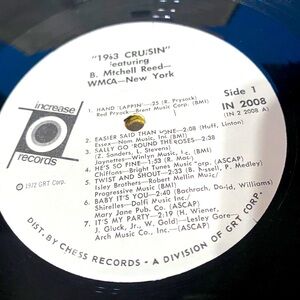 "1963 CRUISIN'"
Featuring
B. Mitchell Reed—
WMCA—New York
increase
records
Side 1
IN 2008
(IN-2 2008 A)
℗1972 GRT Corp.
1. HAND CLAPPIN'—:25 (R. Prysock)
Red Prysock—Brent Music Corp. (BMI)
2. EASIER SAID THAN DONE—2:08 (Huff, Linton)
Essex—Nom Music, Inc. (BMI)
3. SALLY GO 'ROUND THE ROSES—
(Z. Sanders, L. Stevens)
Jaynettes—Winlyn Music, Inc. (BMI)
4. HE'S SO FINE—1:53 (R. Mack)
Chiffons—Bright Tunes Music Corp. (ASCAP)
5. TWIST AND SHOUT—2:33 (B. Russell, P. Medley)
Isley Brothers—Robert Mellin Music/
Progressive Music (BMI)
6. BABY IT'S YOU—2:40 (Bachrach, David, Williams)
Shirelles—Dolfi Music Inc./
Mary Jane Pub. Co. (ASCAP)
7. IT'S MY PARTY—2:19 (H. Wiener,
J. Gluck, Jr., W. Gold) Lesley Gore—
Arch Music Co., Inc. (ASCAP)
DIST. BY CHESS RECORDS - A DIVISION OF GRT CORP.